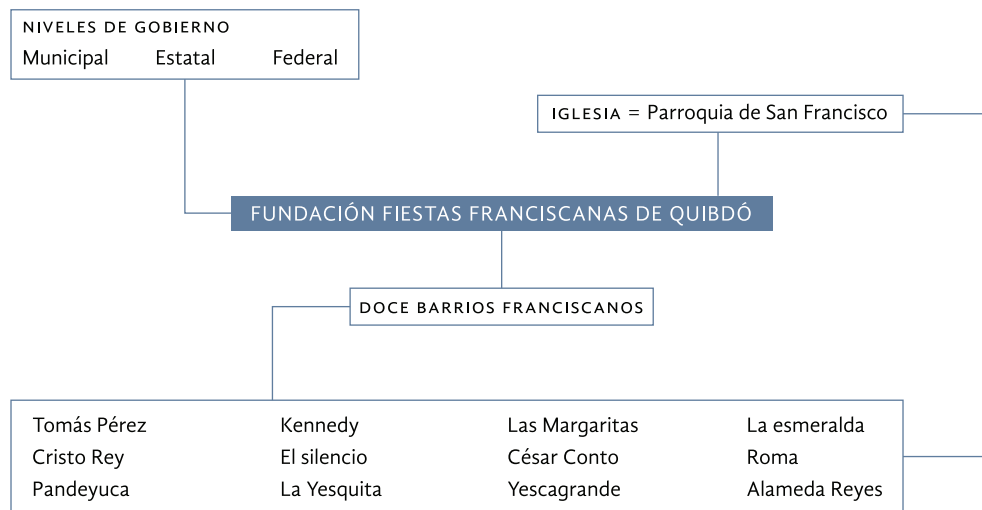 NIVELES DE GOBIERNO
Municipal Estatal Federal
IGLESIA = Parroquia de San Francisco
FUNDACIÓN FIESTAS FRANCISCANAS DE QUIBDÓ
DOCE BARRIOS FRANCISCANOS
Tomás Pérez Kennedy Las Margaritas La esmeralda
Cristo Rey El silencio César Conto Roma
Pandeyuca La Yesquita Yescagrande Alameda Reyes